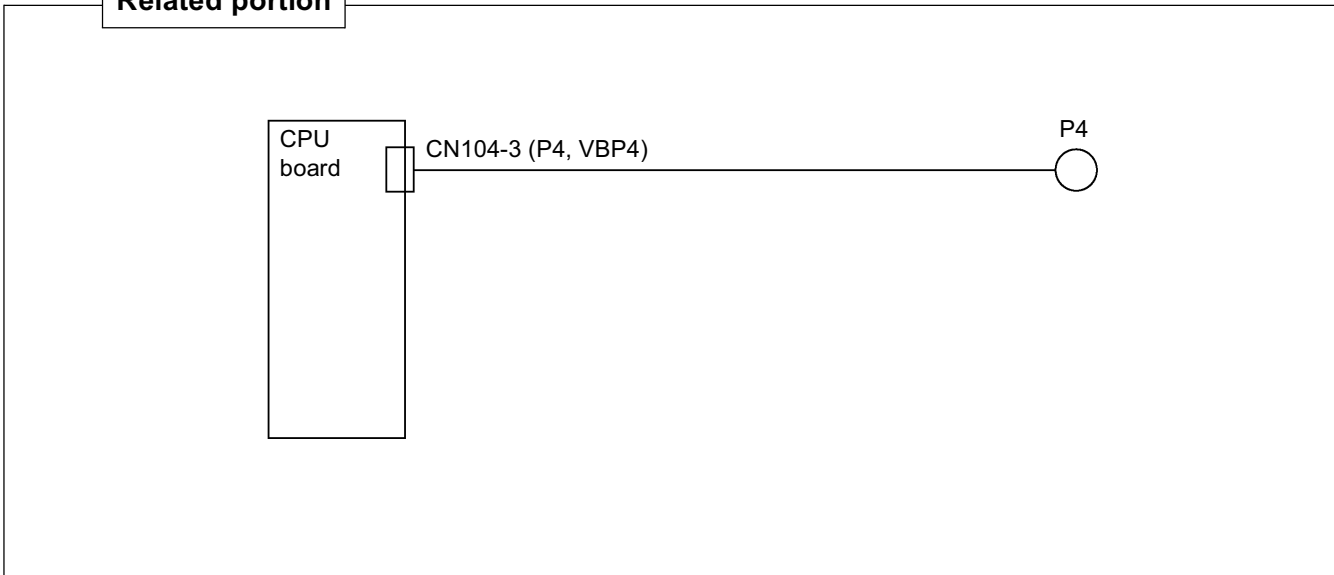 Related portion
CPU
board
CN104-3 (P4, VBP4)
P4